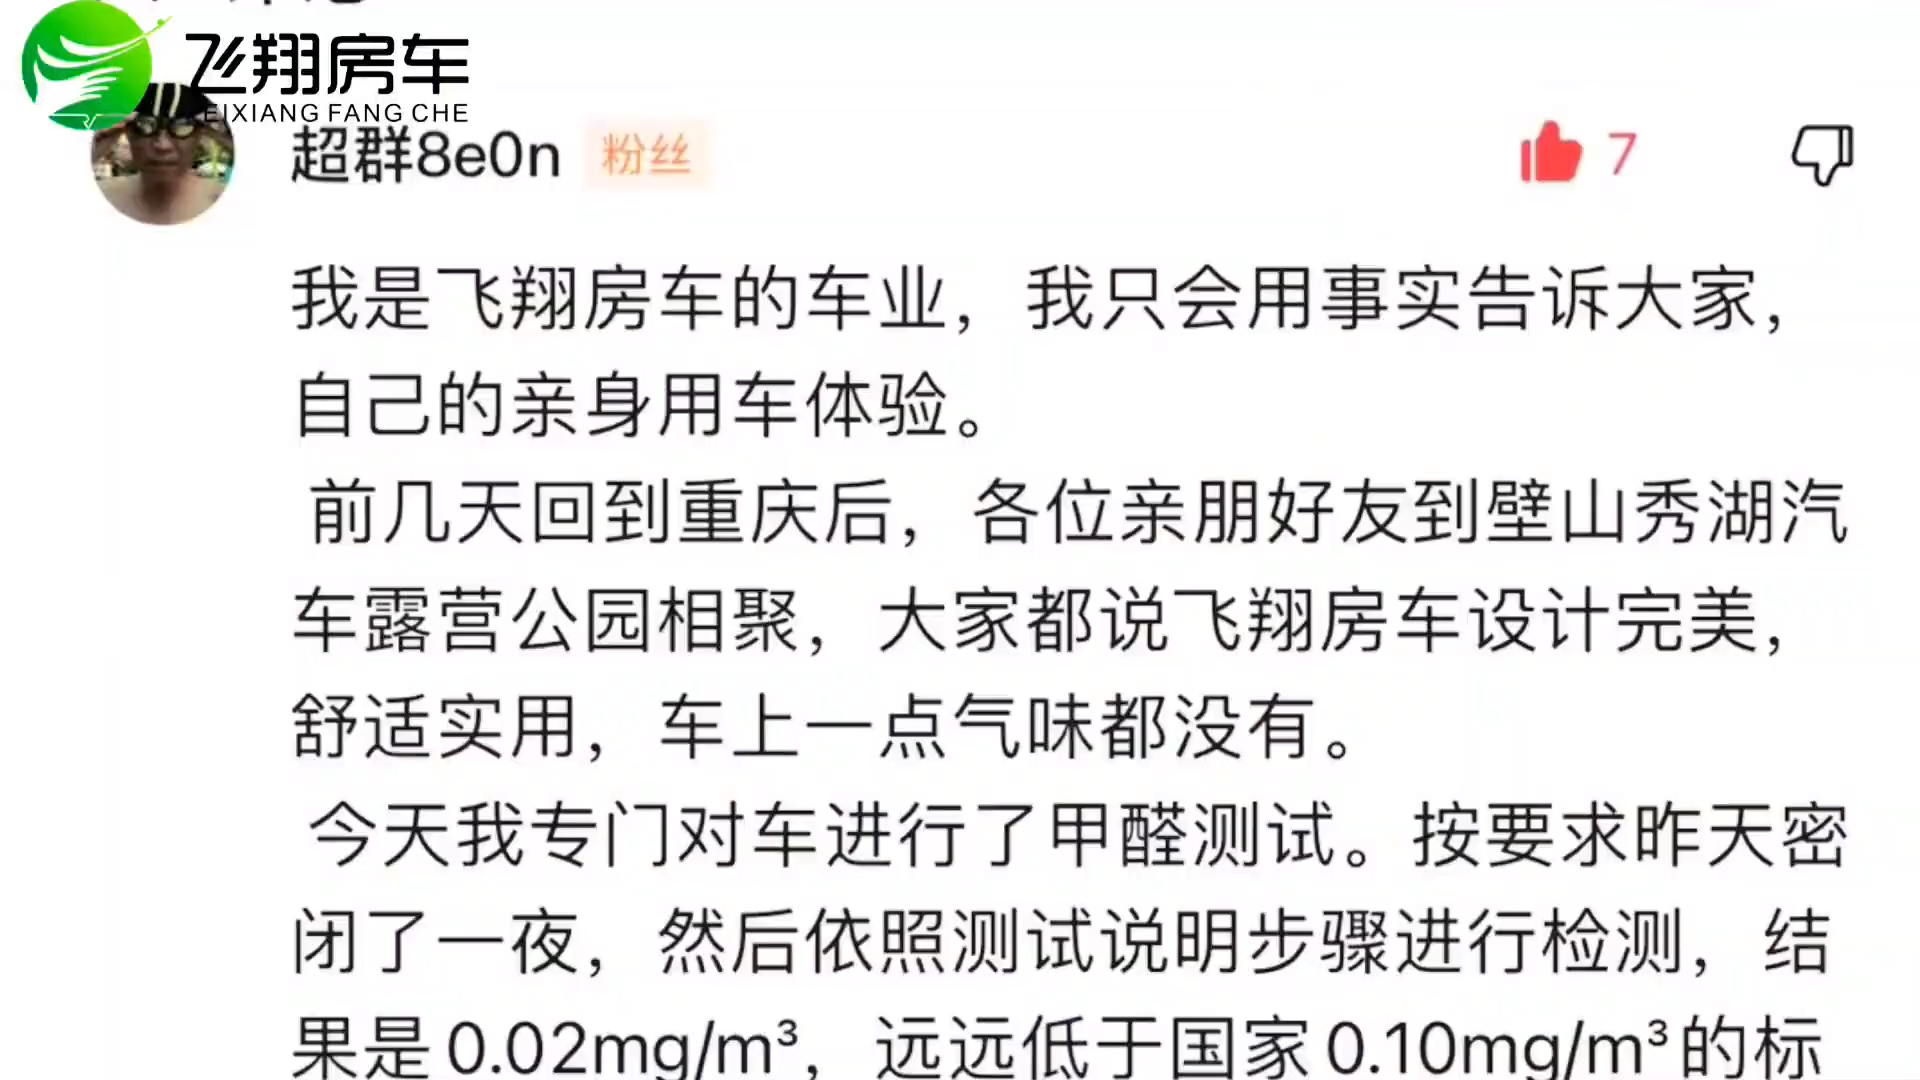 飞翔房车
EIXIANG FANG CHE
超群8e0n 粉丝 7
我是飞翔房车的车业，我只会用事实告诉大家，
自己的亲身用车体验。
前几天回到重庆后，各位亲朋好友到壁山秀湖汽
车露营公园相聚，大家都说飞翔房车设计完美，
舒适实用，车上一点气味都没有。
今天我专门对车进行了甲醛测试。按要求昨天密
闭了一夜，然后依照测试说明步骤进行检测，结
果是0.02mg/m³，远远低于国家0.10mg/m³的标